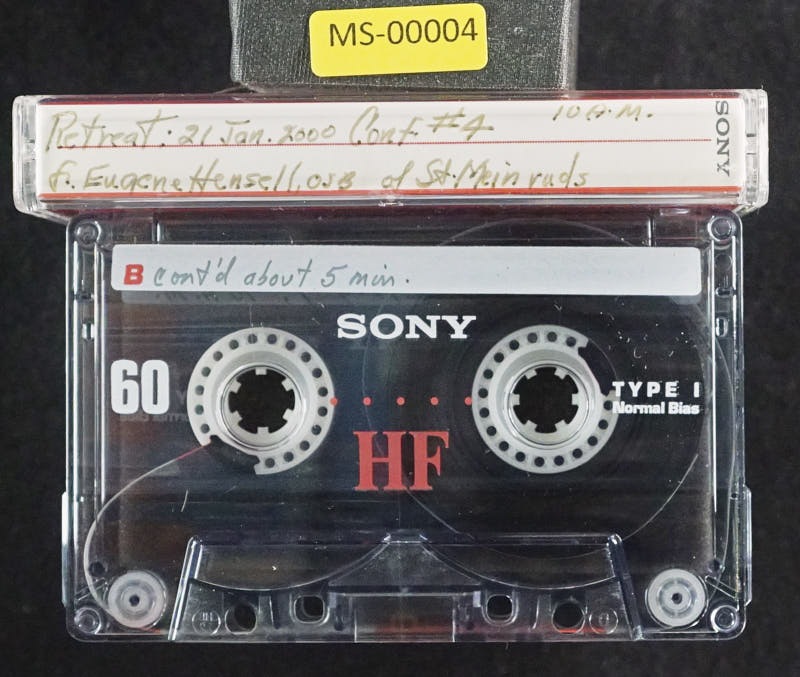 MS-00004
Retreat: 21 Jan. 2000 Conf #4 10 A.M.
SONY
f. Eugene Hensell, OSB of St. Meinrads
B cont'd about 5 min.
SONY
60
TYPE I
Normal Bias
HF